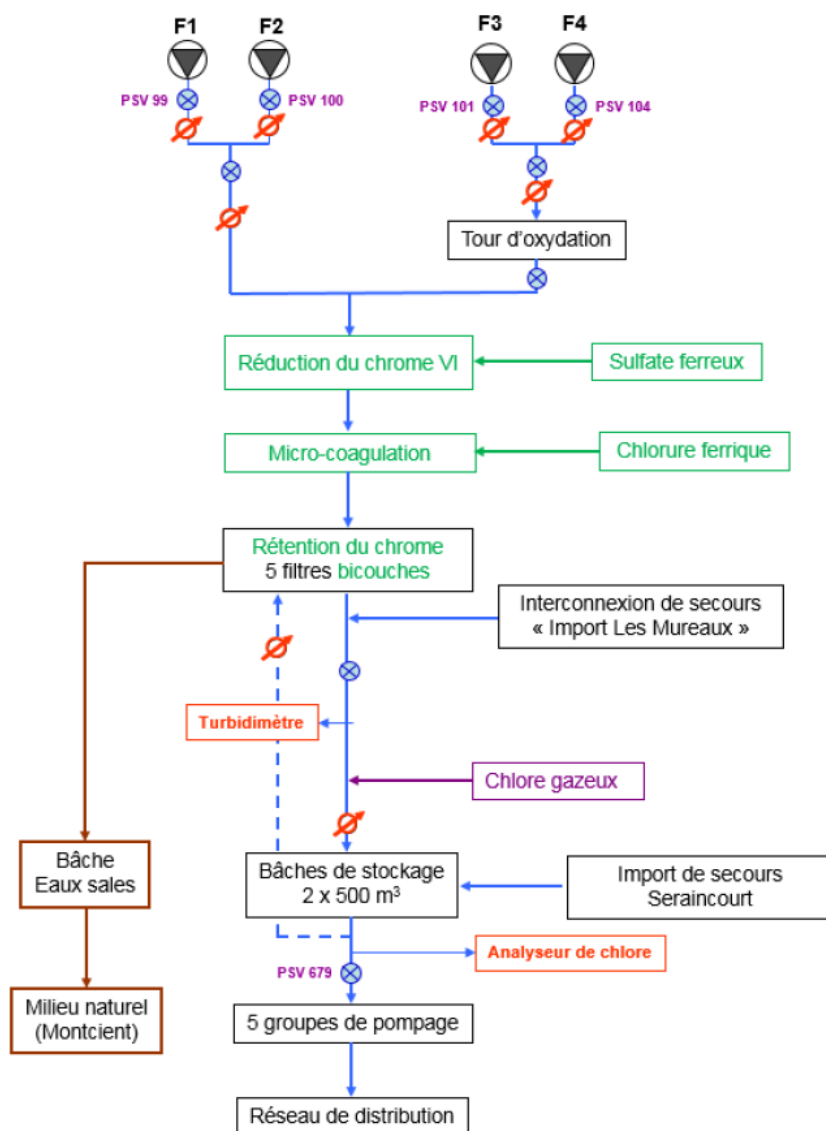 F1
F2
F3
F4
PSV 99
PSV 100
PSV 101
PSV 104
Tour d'oxydation
Réduction du chrome VI
Sulfate ferreux
Micro-coagulation
Chlorure ferrique
Rétention du chrome
5 filtres bicouches
Interconnexion de secours
« Import Les Mureaux »
Turbidimètre
Chlore gazeux
Bâche
Eaux sales
Bâches de stockage
2 x 500 m³
Import de secours
Seraincourt
Analyseur de chlore
PSV 679
Milieu naturel
(Montcient)
5 groupes de pompage
Réseau de distribution